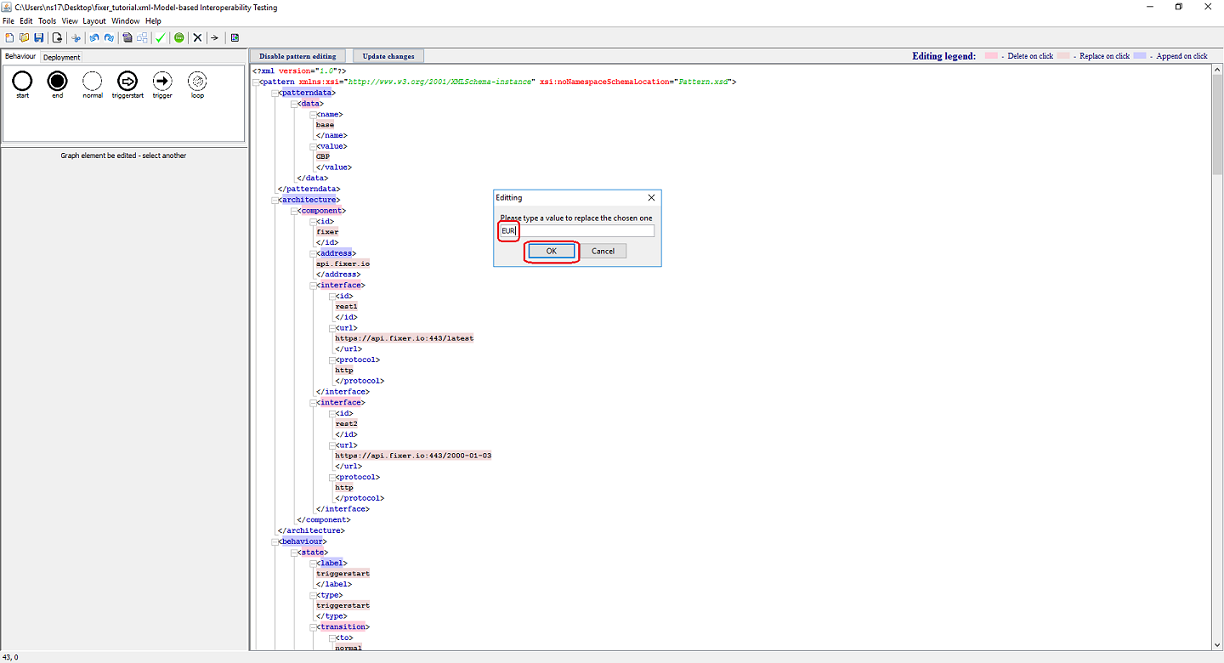 C:\Users\ns17\Desktop\fixer_tutorial.xml-Model-based Interoperability Testing
File Edit Tools View Layout Window Help
Behaviour Deployment
start end normal triggerstart trigger loop
Graph element be edited - select another
Disable pattern editing Update changes Editing legend: - Delete on click - Replace on click - Append on click
<?xml version="1.0"?>
<pattern xmlns:xsi="http://www.w3.org/2001/XMLSchema-instance" xsi:noNamespaceSchemaLocation="Pattern.xsd">
<patterndata>
<data>
<name>
base
</name>
<value>
GBP
</value>
</data>
</patterndata>
<architecture>
<component>
<id>
fixer
</id>
<address>
api.fixer.io
</address>
<interface>
<id>
rest1
</id>
<url>
https://api.fixer.io:443/latest
</url>
<protocol>
http
</protocol>
</interface>
<interface>
<id>
rest2
</id>
<url>
https://api.fixer.io:443/2000-01-03
</url>
<protocol>
http
</protocol>
</interface>
</component>
</architecture>
<behaviour>
<state>
<label>
triggerstart
</label>
<type>
triggerstart
</type>
<transition>
<to>
normal
Editting
Please type a value to replace the chosen one
EUR
OK Cancel
43, 0